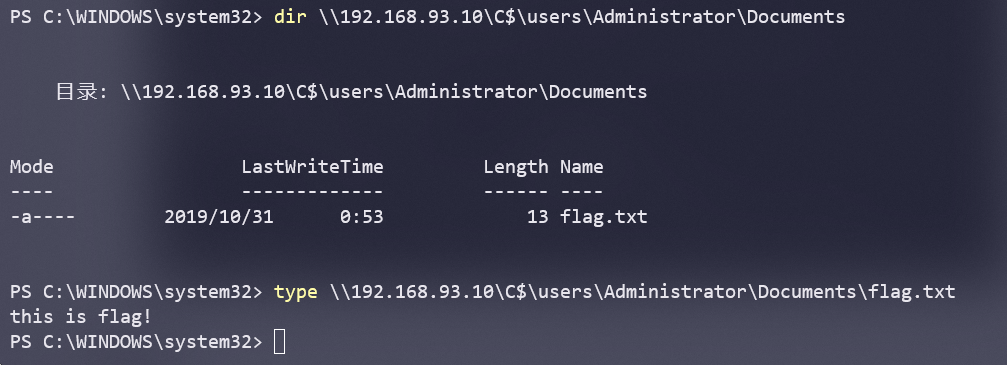 PS C:\WINDOWS\system32> dir \\192.168.93.10\C$\users\Administrator\Documents
目录: \\192.168.93.10\C$\users\Administrator\Documents
Mode                 LastWriteTime         Length Name
----                 -------------         ------ ----
-a----        2019/10/31      0:53             13 flag.txt
PS C:\WINDOWS\system32> type \\192.168.93.10\C$\users\Administrator\Documents\flag.txt
this is flag!
PS C:\WINDOWS\system32>